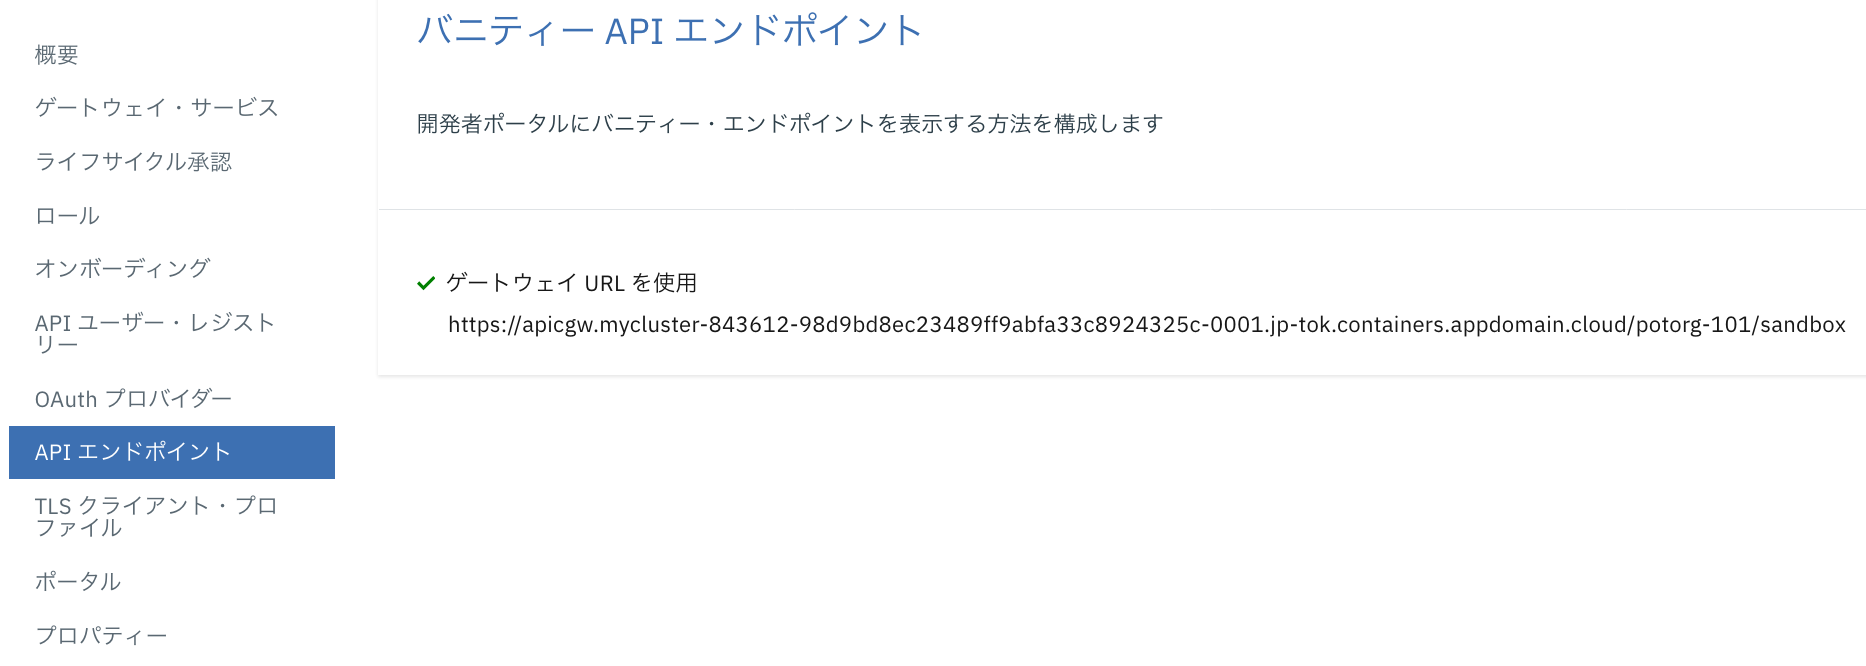 概要
ゲートウェイ・サービス
ライフサイクル承認
ロール
オンボーディング
API ユーザー・レジスト
リー
OAuth プロバイダー
API エンドポイント
TLS クライアント・プロ
ファイル
ポータル
プロパティー
バニティー API エンドポイント
開発者ポータルにバニティー・エンドポイントを表示する方法を構成します
ゲートウェイ URL を使用
https://apicgw.mycluster-843612-98d9bd8ec23489ff9abfa33c8924325c-0001.jp-tok.containers.appdomain.cloud/potorg-101/sandbox